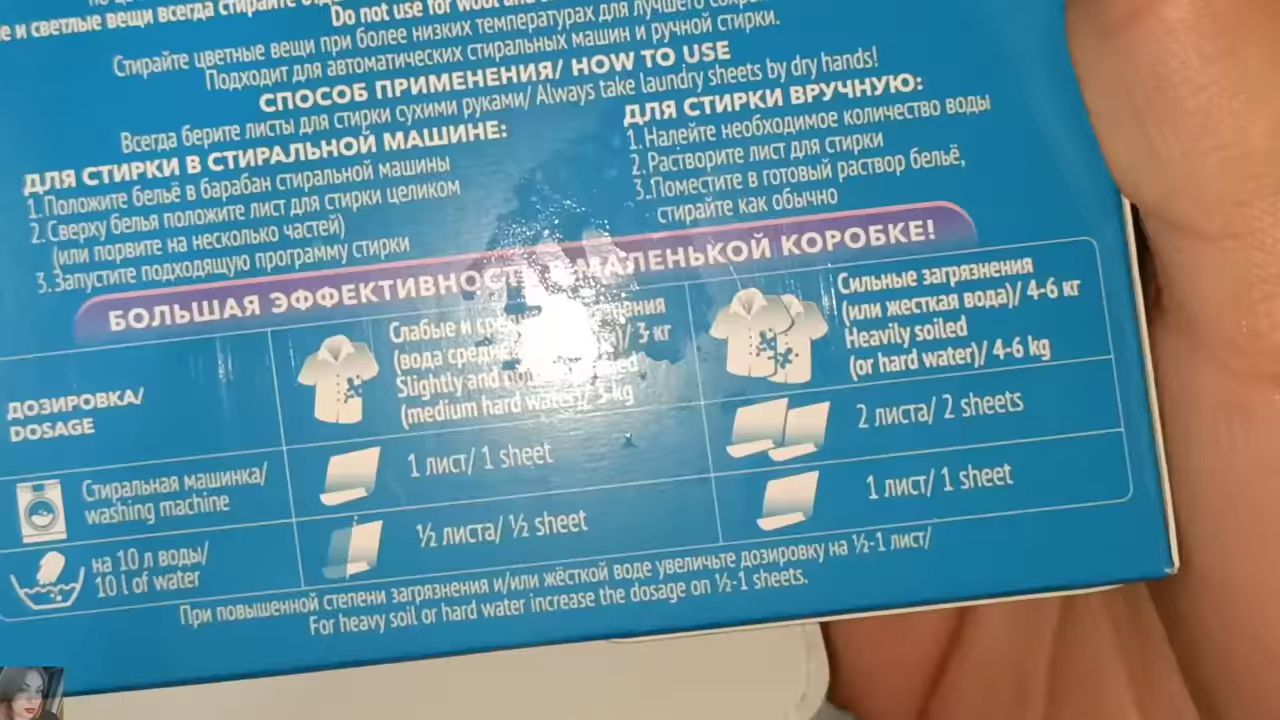 и светлые вещи всегда стирайте
Do not use for wool and
Стирайте цветные вещи при более низких температурах для лучшего
Подходит для автоматических стиральных машин и ручной стирки.
СПОСОБ ПРИМЕНЕНИЯ/ HOW TO USE
Всегда берите листы для стирки сухими руками/ Always take laundry sheets by dry hands!
ДЛЯ СТИРКИ В СТИРАЛЬНОЙ МАШИНЕ:
1. Положите бельё в барабан стиральной машины
2. Сверху белья положите лист для стирки целиком
(или порвите на несколько частей)
3. Запустите подходящую программу стирки
ДЛЯ СТИРКИ ВРУЧНУЮ:
1. Налейте необходимое количество воды
2. Растворите лист для стирки
3. Поместите в готовый раствор бельё,
стирайте как обычно
БОЛЬШАЯ ЭФФЕКТИВНОСТЬ В МАЛЕНЬКОЙ КОРОБКЕ!
ДОЗИРОВКА/
DOSAGE
Слабые и
(вода / 3 кг
Slightly and
(medium hard water)/ 3 kg
Сильные загрязнения
(или жесткая вода)/ 4-6 кг
Heavily soiled
(or hard water)/ 4-6 kg
Стиральная машинка/
washing machine
1 лист/ 1 sheet
2 листа/ 2 sheets
на 10 л воды/
10 l of water
½ листа/ ½ sheet
1 лист/ 1 sheet
При повышенной степени загрязнения и/или жёсткой воде увеличьте дозировку на ½-1 лист/
For heavy soil or hard water increase the dosage on ½-1 sheets.